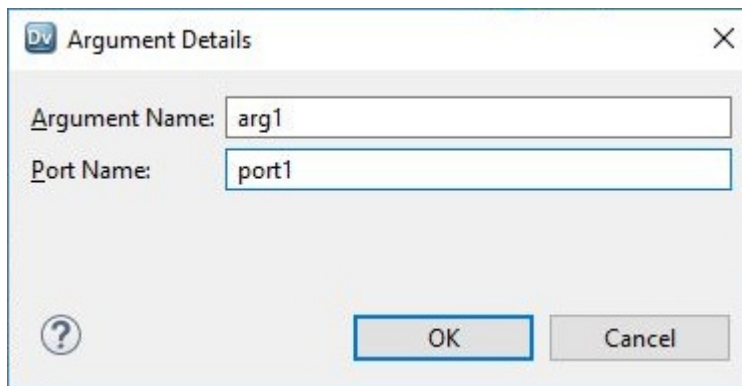 Dv Argument Details
Argument Name: arg1
Port Name: port1
?
OK Cancel